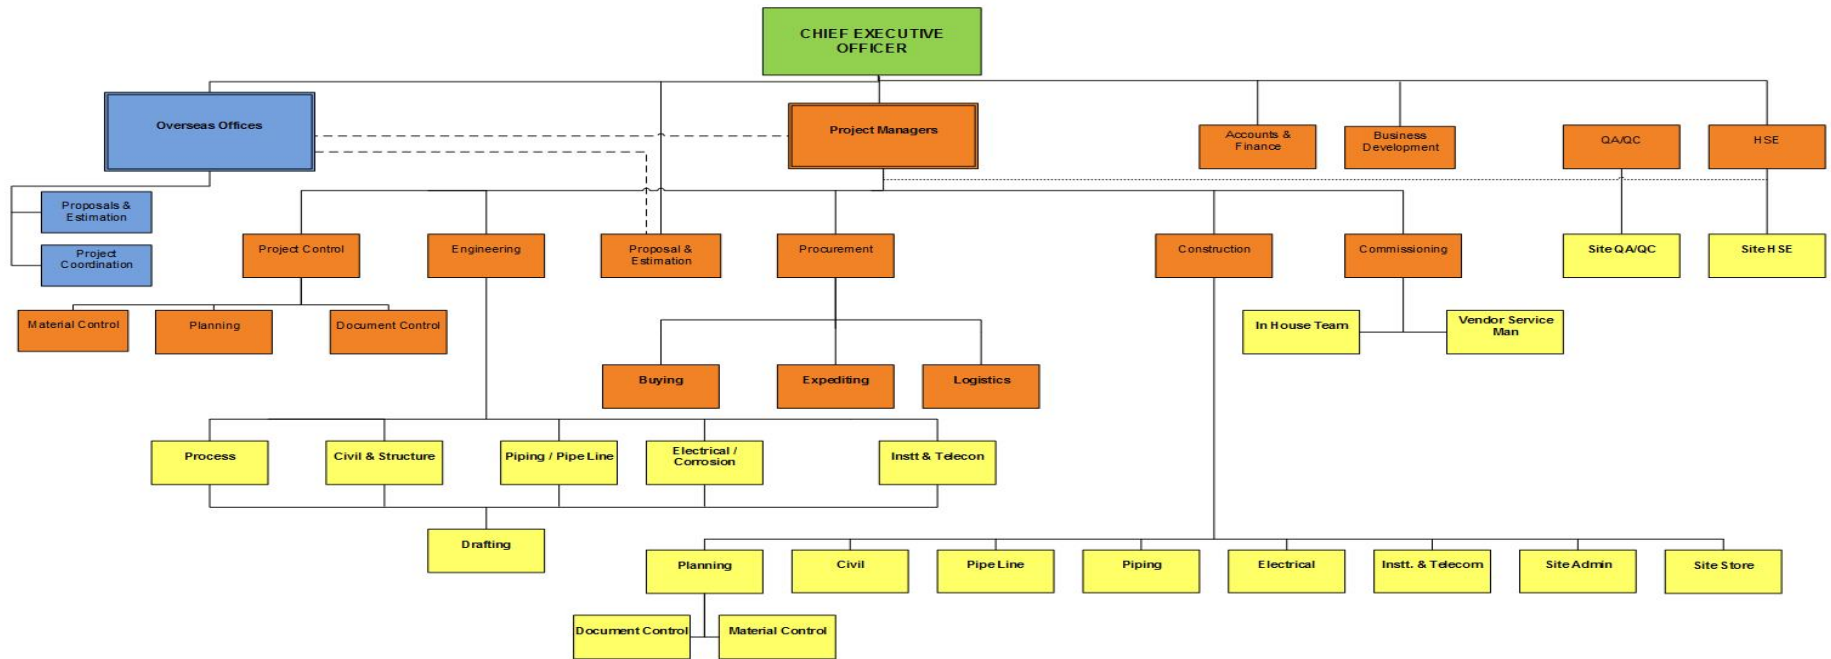 CHIEF EXECUTIVE
OFFICER
Overseas Offices
Project Managers
Accounts &
Finance
Business
Development
QA/QC
HSE
Proposals &
Estimation
Project
Coordination
Project Control
Engineering
Proposal &
Estimation
Procurement
Construction
Commissioning
Site QA/QC
Site HSE
Material Control
Planning
Document Control
In House Team
Vendor Service
Man
Buying
Expediting
Logistics
Process
Civil & Structure
Piping / Pipe Line
Electrical /
Corrosion
Instt & Telecon
Drafting
Planning
Civil
Pipe Line
Piping
Electrical
Instt. & Telecom
Site Admin
Site Store
Document Control
Material Control